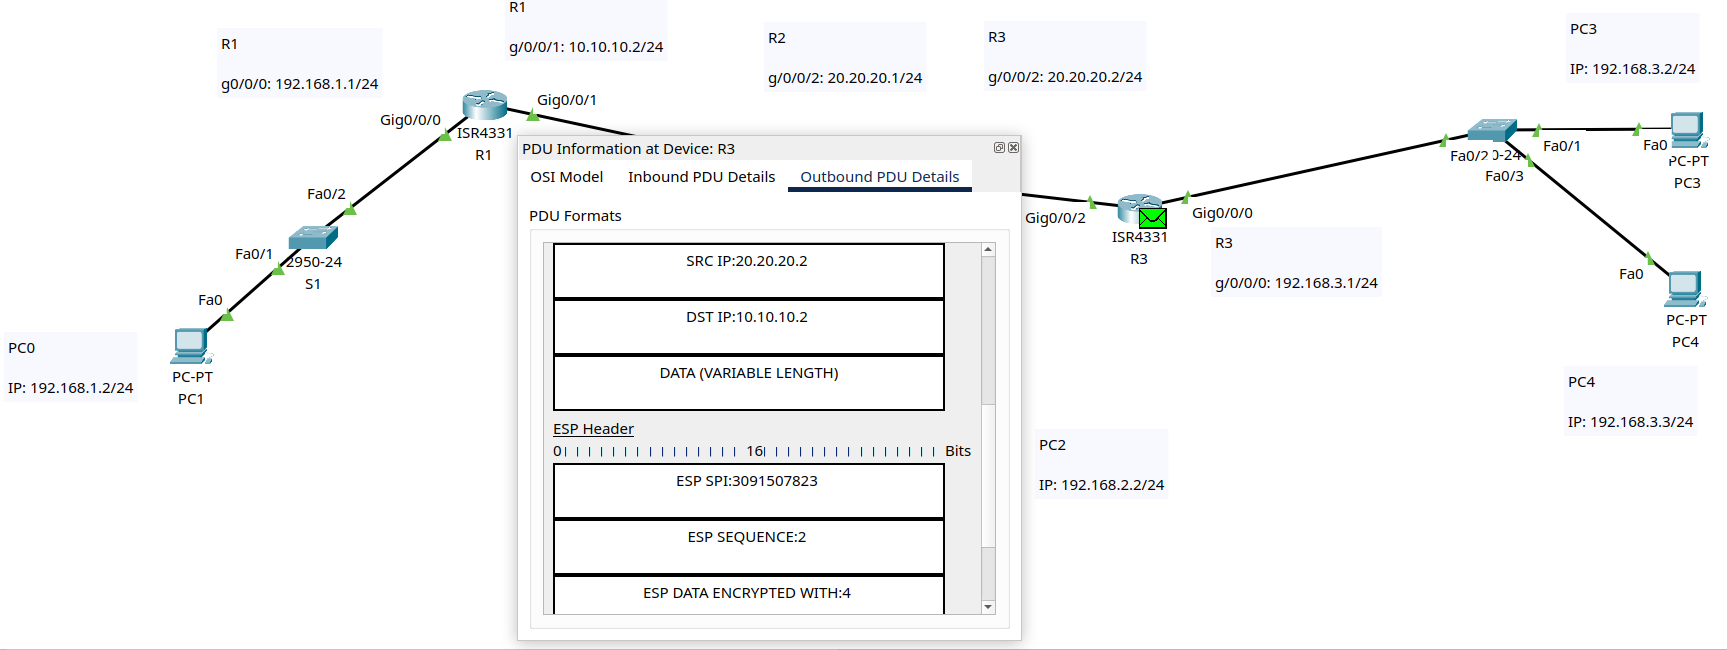 R1
g/0/0/1: 10.10.10.2/24
R1
g0/0/0: 192.168.1.1/24
R2
g/0/0/2: 20.20.20.1/24
R3
g/0/0/2: 20.20.20.2/24
PC3
IP: 192.168.3.2/24
Gig0/0/0
Gig0/0/1
ISR4331
R1
Fa0/2
Fa0/1
2950-24
S1
Fa0
PC0
IP: 192.168.1.2/24
PC-PT
PC1
PDU Information at Device: R3
OSI Model
Inbound PDU Details
Outbound PDU Details
PDU Formats
SRC IP:20.20.20.2
DST IP:10.10.10.2
DATA (VARIABLE LENGTH)
ESP Header
0
16
Bits
ESP SPI:3091507823
ESP SEQUENCE:2
ESP DATA ENCRYPTED WITH:4
Gig0/0/2
Gig0/0/0
ISR4331
R3
R3
g/0/0/0: 192.168.3.1/24
Fa0/2
0-24
Fa0/1
Fa0/3
Fa0
PC-PT
PC3
Fa0
PC-PT
PC4
PC4
IP: 192.168.3.3/24
PC2
IP: 192.168.2.2/24